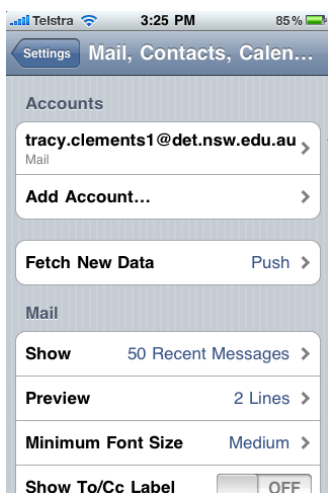 Telstra 3:25 PM 85%
Settings Mail, Contacts, Calen...
Accounts
tracy.clements1@det.nsw.edu.au
Mail
Add Account...
Fetch New Data Push
Mail
Show 50 Recent Messages
Preview 2 Lines
Minimum Font Size Medium
Show To/Cc Label OFF